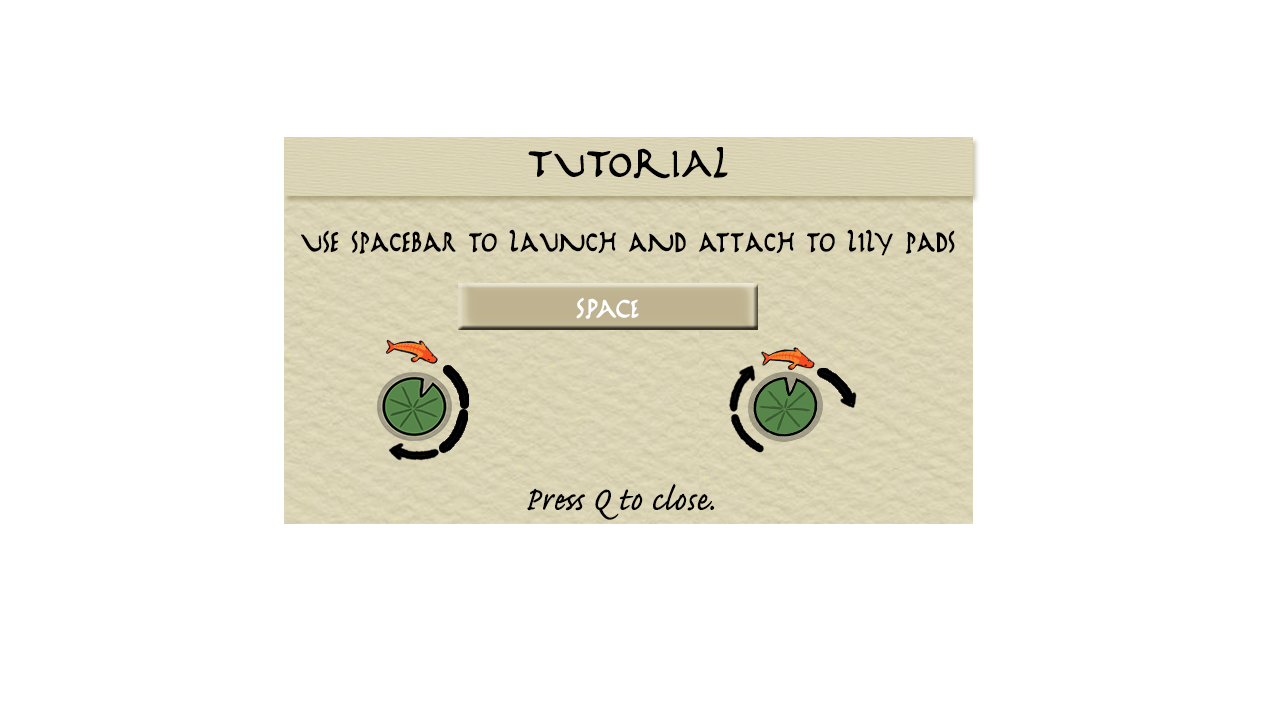 TUTORIAL
USE SPACEBAR TO LAUNCH AND ATTACH TO LILY PADS
SPACE
Press Q to close.